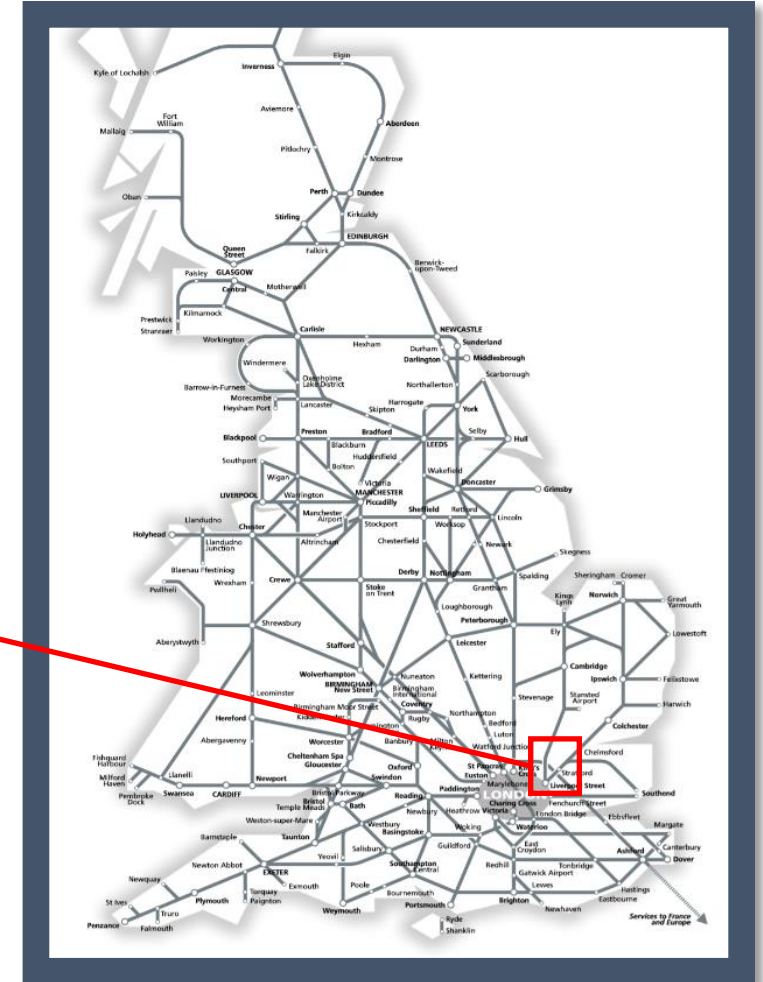 Elgin
Inverness
Kyle of Lochalsh
Aviemore
Fort
William
Mallaig
Aberdeen
Pitlochry
Montrose
Perth
Dundee
Oban
Stirling
Kirkcaldy
EDINBURGH
Queen
Street
Falkirk
Berwick-
upon-Tweed
Paisley
GLASGOW
Central
Motherwell
Prestwick
Kilmarnock
Stranraer
Carlisle
NEWCASTLE
Workington
Hexham
Durham
Sunderland
Darlington
Middlesbrough
Windermere
Scarborough
Oxenholme
Lake District
Barrow-in-Furness
Northallerton
Morecambe
Heysham Port
Lancaster
Harrogate
Skipton
York
Blackpool
Preston
Bradford
Selby
Hull
Blackburn
LEEDS
Huddersfield
Southport
Bolton
Wakefield
Wigan
Victoria
Doncaster
LIVERPOOL
Warrington
MANCHESTER
Piccadilly
Grimsby
Manchester
Airport
Sheffield
Retford
Llandudno
Stockport
Worksop
Lincoln
Holyhead
Chester
Llandudno
Junction
Altrincham
Chesterfield
Newark
Skegness
Blaenau Ffestiniog
Derby
Nottingham
Spalding
Sheringham
Cromer
Wrexham
Crewe
Stoke
on Trent
Grantham
Pwllheli
Kings
Lynn
Norwich
Great
Yarmouth
Loughborough
Peterborough
Shrewsbury
Ely
Lowestoft
Aberystwyth
Stafford
Leicester
Wolverhampton
Cambridge
BIRMINGHAM
New Street
Nuneaton
Kettering
Ipswich
Felixstowe
Birmingham
International
Leominster
Stevenage
Stansted
Airport
Harwich
Birmingham Moor Street
Coventry
Northampton
Hereford
Rugby
Bedford
Colchester
Worcester
Luton
Abergavenny
Banbury
Milton
Watford Junction
Chelmsford
Cheltenham Spa
Gloucester
Oxford
St Pancras
Fishguard
Harbour
Euston
Stratford
Milford
Haven
Llanelli
Newport
Swindon
Marylebone
Liverpool Street
Pembroke
Dock
Swansea
CARDIFF
Bristol Parkway
Reading
Paddington
LONDON
Southend
Bristol
Temple Meads
Bath
Newbury
Heathrow
Victoria
Charing Cross
Fenchurch Street
London Bridge
Ebbsfleet
Weston-super-Mare
Westbury
Basingstoke
Woking
Waterloo
Margate
Barnstaple
Taunton
Salisbury
Guildford
East
Croydon
Canterbury
Newton Abbot
Yeovil
Southampton
Central
Redhill
Tonbridge
Ashford
Dover
EXETER
Gatwick Airport
Newquay
Exmouth
Poole
Lewes
Hastings
St Ives
Plymouth
Torquay
Paignton
Bournemouth
Eastbourne
Truro
Weymouth
Portsmouth
Brighton
Newhaven
Penzance
Falmouth
Ryde
Shanklin
Services to France
and Europe